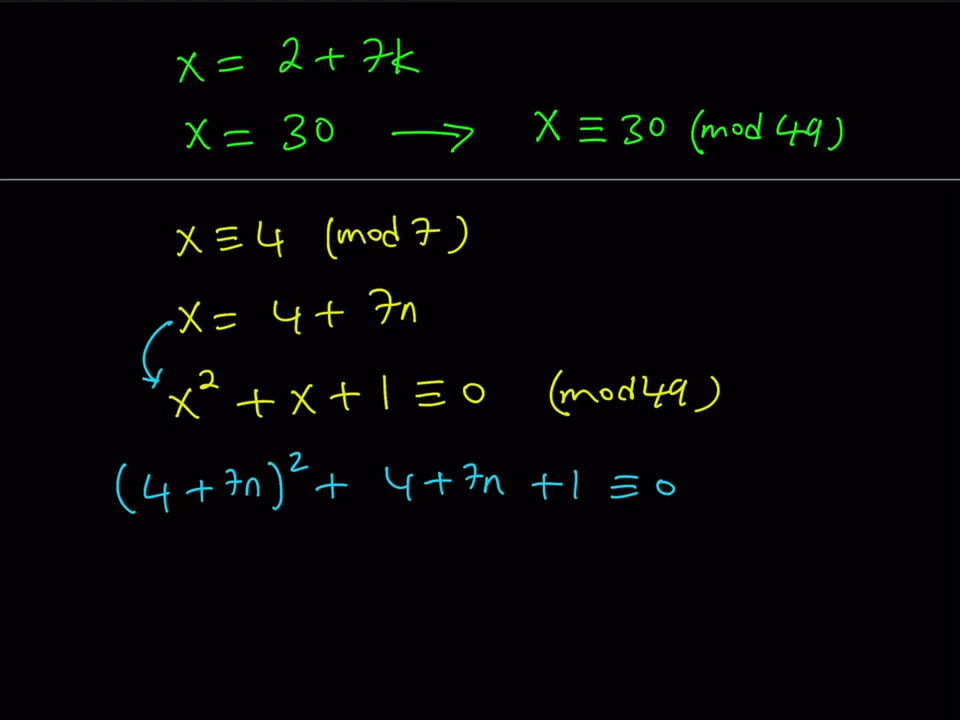 x = 2 + 7k
x = 30 ⟶ x ≡ 30 (mod 49)
x ≡ 4 (mod 7)
x = 4 + 7n
x² + x + 1 ≡ 0 (mod 49)
(4 + 7n)² + 4 + 7n + 1 ≡ 0